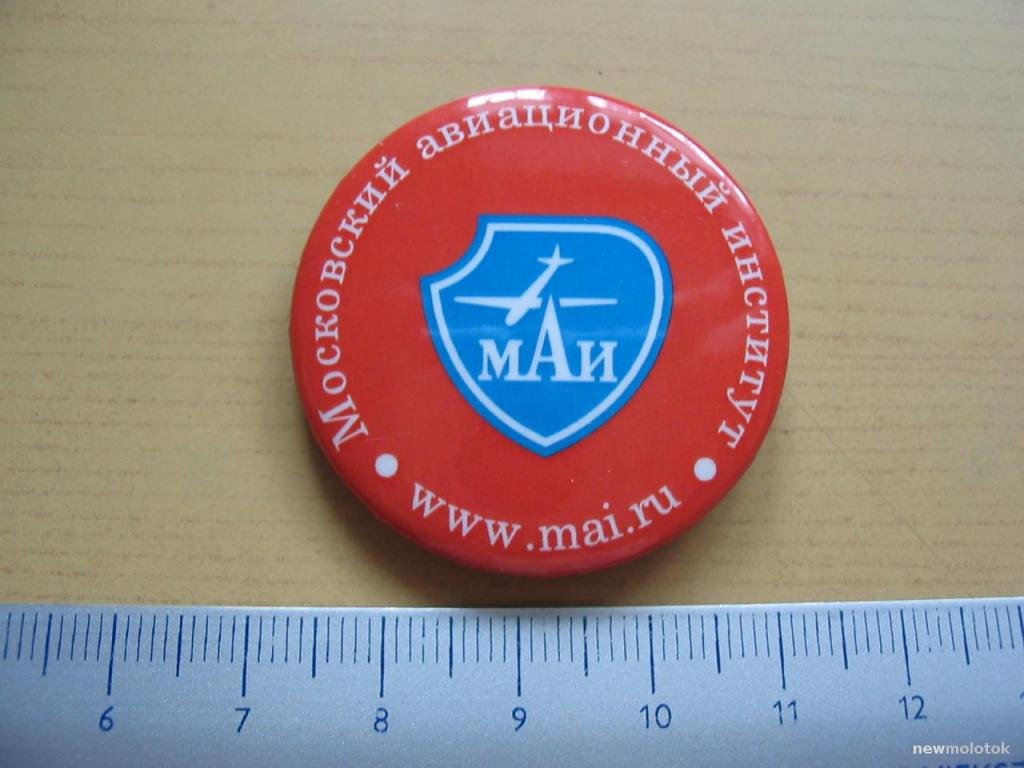 Московский авиационный институт
мАи
www.mai.ru
6 7 8 9 10 11 12
newmolotok